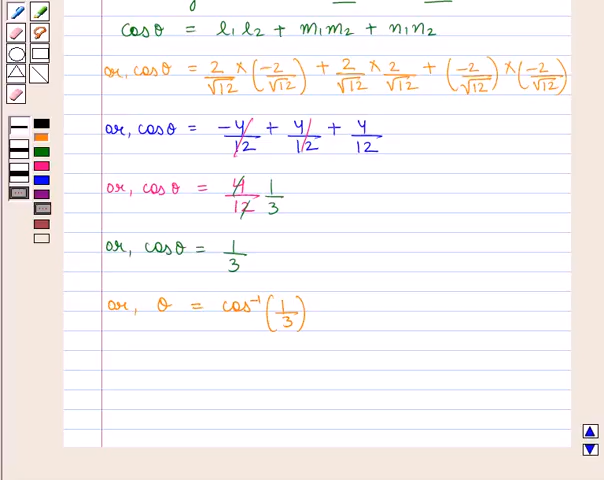 cosθ = l₁l₂ + m₁m₂ + n₁n₂
or, cosθ = 2/√12 × (-2/√12) + 2/√12 × 2/√12 + (-2/√12) × (-2/√12)
or, cosθ = -4/12 + 4/12 + 4/12
or, cosθ = 4/12 1/3
or, cosθ = 1/3
or, θ = cos⁻¹(1/3)